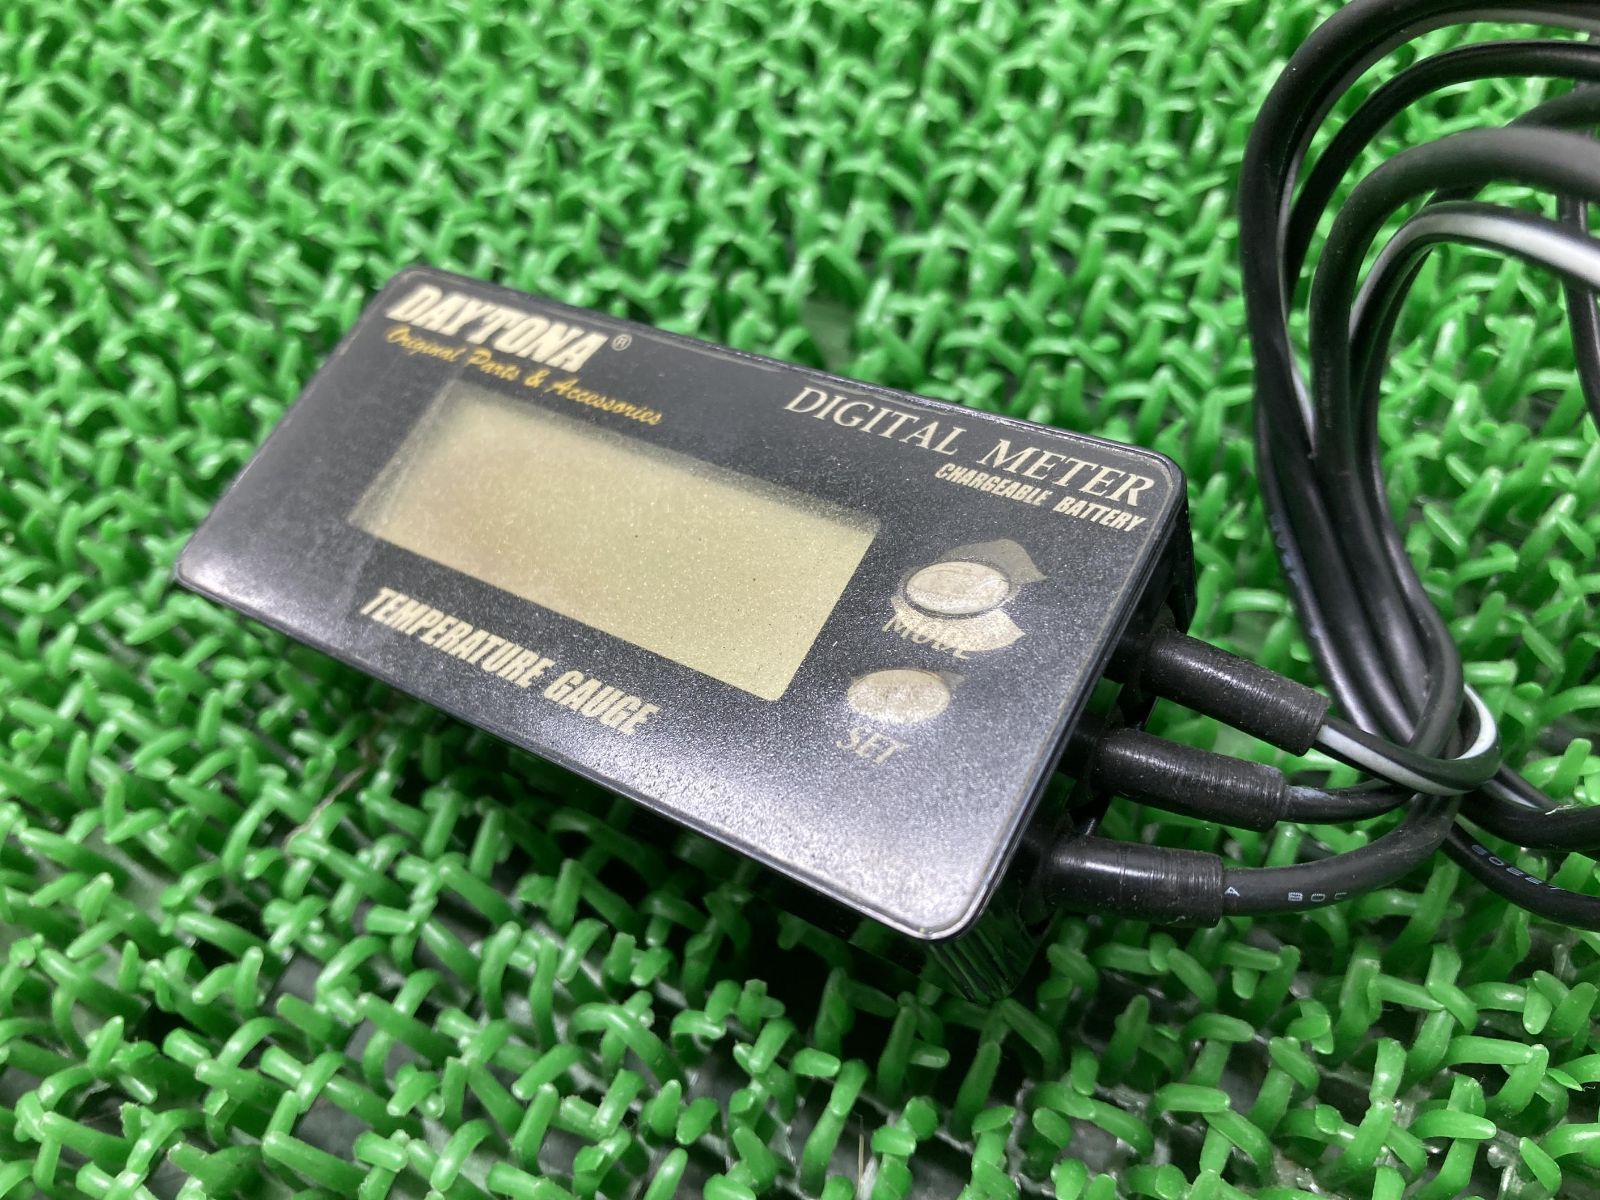 DAYTONA®
Original Parts & Accessories
DIGITAL METER
CHARGEABLE BATTERY
MODE
SET
TEMPERATURE GAUGE